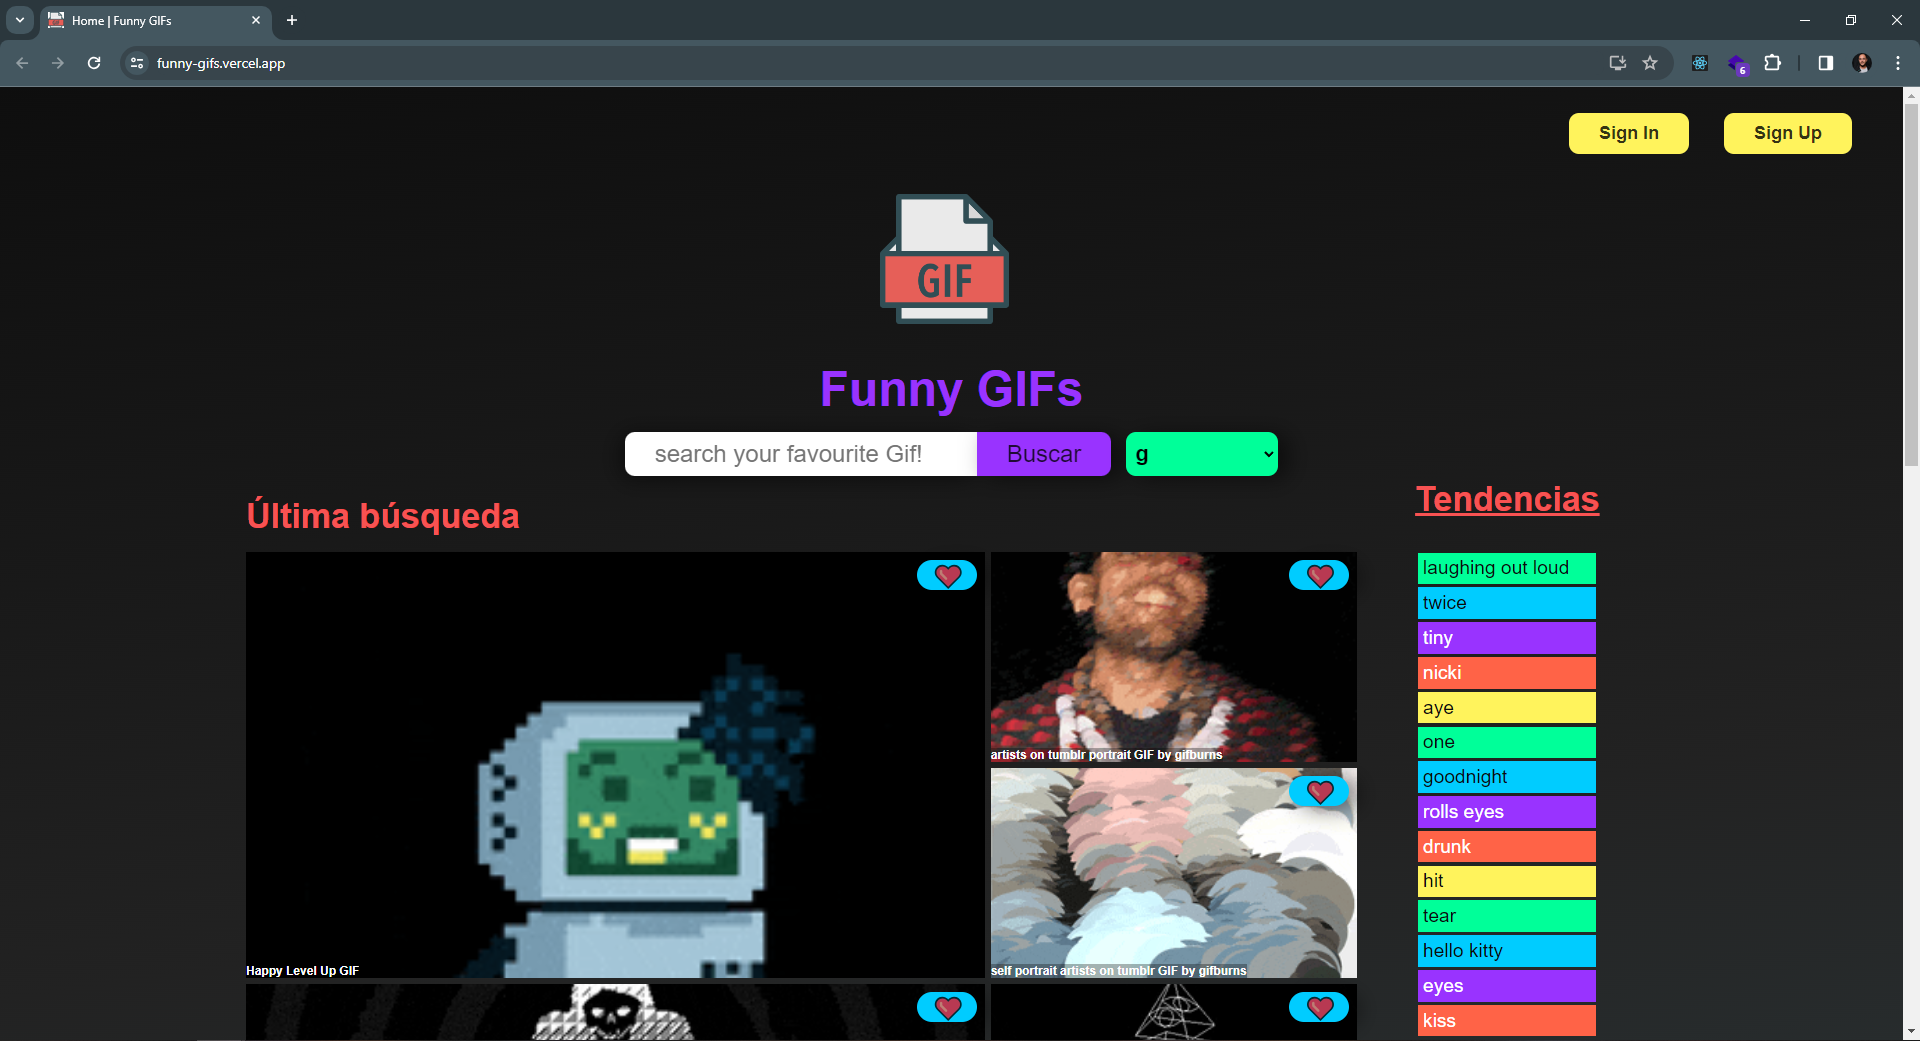 Home | Funny GIFs
funny-gifs.vercel.app
6
Sign In
Sign Up
GIF
Funny GIFs
search your favourite Gif!
Buscar
g
Última búsqueda
Tendencias
Happy Level Up GIF
artists on tumblr portrait GIF by gifburns
self portrait artists on tumblr GIF by gifburns
laughing out loud
twice
tiny
nicki
aye
one
goodnight
rolls eyes
drunk
hit
tear
hello kitty
eyes
kiss